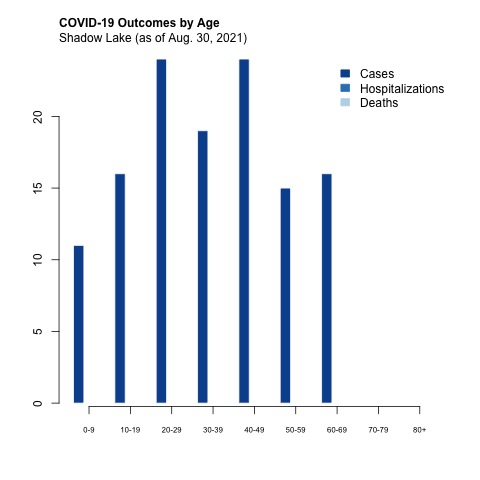 COVID-19 Outcomes by Age
Shadow Lake (as of Aug. 30, 2021)
Cases
Hospitalizations
Deaths
20
15
10
5
0
0-9 10-19 20-29 30-39 40-49 50-59 60-69 70-79 80+